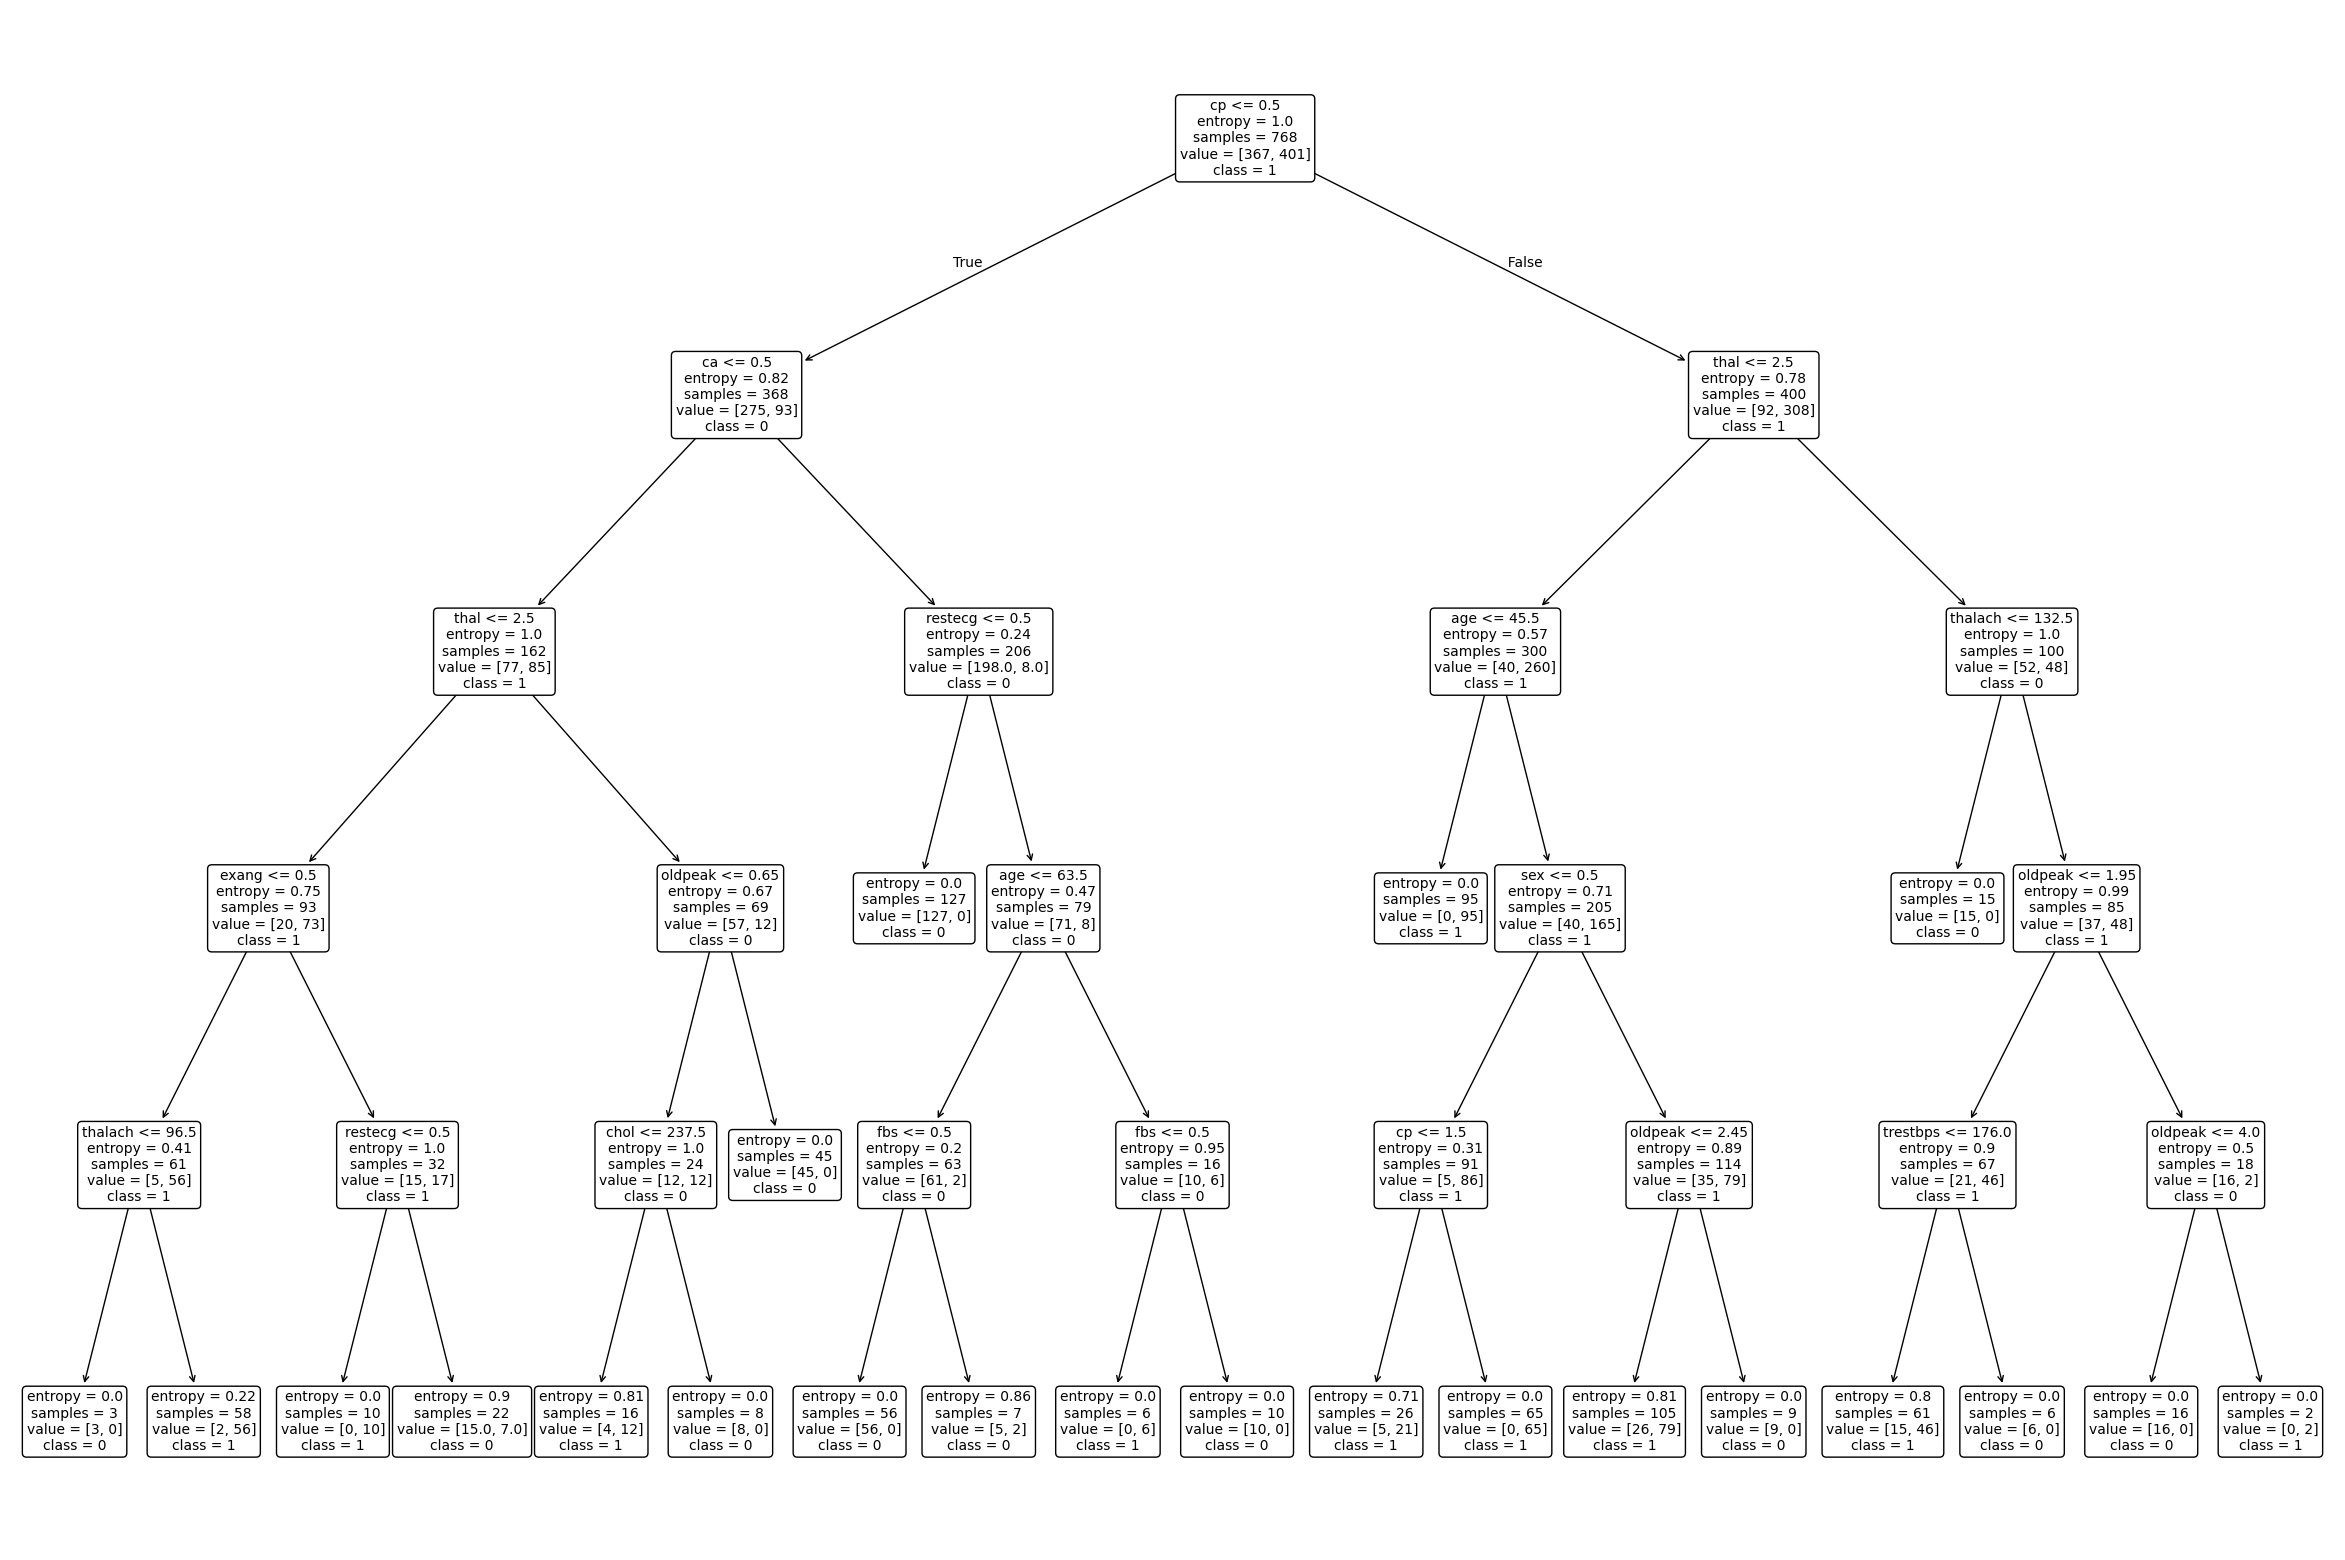 cp <= 0.5
entropy = 1.0
samples = 768
value = [367, 401]
class = 1
True
False
ca <= 0.5
entropy = 0.82
samples = 368
value = [275, 93]
class = 0
thal <= 2.5
entropy = 0.78
samples = 400
value = [92, 308]
class = 1
thal <= 2.5
entropy = 1.0
samples = 162
value = [77, 85]
class = 1
restecg <= 0.5
entropy = 0.24
samples = 206
value = [198.0, 8.0]
class = 0
age <= 45.5
entropy = 0.57
samples = 300
value = [40, 260]
class = 1
thalach <= 132.5
entropy = 1.0
samples = 100
value = [52, 48]
class = 0
exang <= 0.5
entropy = 0.75
samples = 93
value = [20, 73]
class = 1
oldpeak <= 0.65
entropy = 0.67
samples = 69
value = [57, 12]
class = 0
entropy = 0.0
samples = 127
value = [127, 0]
class = 0
age <= 63.5
entropy = 0.47
samples = 79
value = [71, 8]
class = 0
entropy = 0.0
samples = 95
value = [0, 95]
class = 1
sex <= 0.5
entropy = 0.71
samples = 205
value = [40, 165]
class = 1
entropy = 0.0
samples = 15
value = [15, 0]
class = 0
oldpeak <= 1.95
entropy = 0.99
samples = 85
value = [37, 48]
class = 1
thalach <= 96.5
entropy = 0.41
samples = 61
value = [5, 56]
class = 1
restecg <= 0.5
entropy = 1.0
samples = 32
value = [15, 17]
class = 1
chol <= 237.5
entropy = 1.0
samples = 24
value = [12, 12]
class = 0
entropy = 0.0
samples = 45
value = [45, 0]
class = 0
fbs <= 0.5
entropy = 0.2
samples = 63
value = [61, 2]
class = 0
fbs <= 0.5
entropy = 0.95
samples = 16
value = [10, 6]
class = 0
cp <= 1.5
entropy = 0.31
samples = 91
value = [5, 86]
class = 1
oldpeak <= 2.45
entropy = 0.89
samples = 114
value = [35, 79]
class = 1
trestbps <= 176.0
entropy = 0.9
samples = 67
value = [21, 46]
class = 1
oldpeak <= 4.0
entropy = 0.5
samples = 18
value = [16, 2]
class = 0
entropy = 0.0
samples = 3
value = [3, 0]
class = 0
entropy = 0.22
samples = 58
value = [2, 56]
class = 1
entropy = 0.0
samples = 10
value = [0, 10]
class = 1
entropy = 0.9
samples = 22
value = [15.0, 7.0]
class = 0
entropy = 0.81
samples = 16
value = [4, 12]
class = 1
entropy = 0.0
samples = 8
value = [8, 0]
class = 0
entropy = 0.0
samples = 56
value = [56, 0]
class = 0
entropy = 0.86
samples = 7
value = [5, 2]
class = 0
entropy = 0.0
samples = 6
value = [0, 6]
class = 1
entropy = 0.0
samples = 10
value = [10, 0]
class = 0
entropy = 0.71
samples = 26
value = [5, 21]
class = 1
entropy = 0.0
samples = 65
value = [0, 65]
class = 1
entropy = 0.81
samples = 105
value = [26, 79]
class = 1
entropy = 0.0
samples = 9
value = [9, 0]
class = 0
entropy = 0.8
samples = 61
value = [15, 46]
class = 1
entropy = 0.0
samples = 6
value = [6, 0]
class = 0
entropy = 0.0
samples = 16
value = [16, 0]
class = 0
entropy = 0.0
samples = 2
value = [0, 2]
class = 1